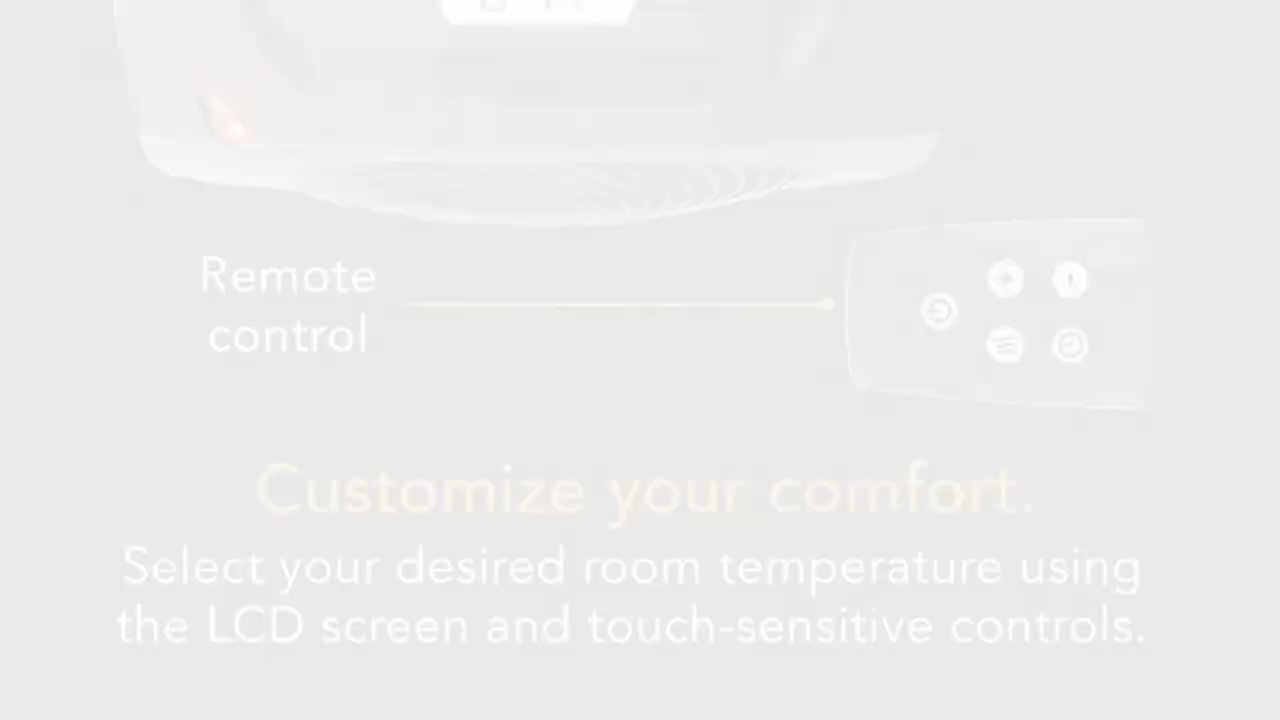 Remote
control
Customize your comfort.
Select your desired room temperature using
the LCD screen and touch-sensitive controls.